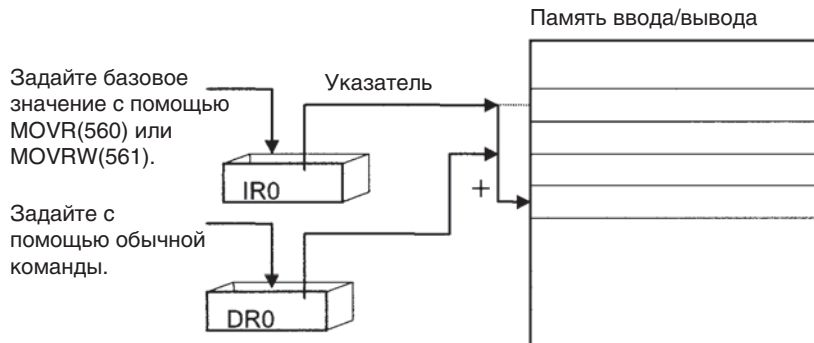 Память ввода/вывода
Задайте базовое
значение с помощью
MOVR(560) или
MOVRW(561).
Указатель
IR0
+
Задайте с
помощью обычной
команды.
DR0